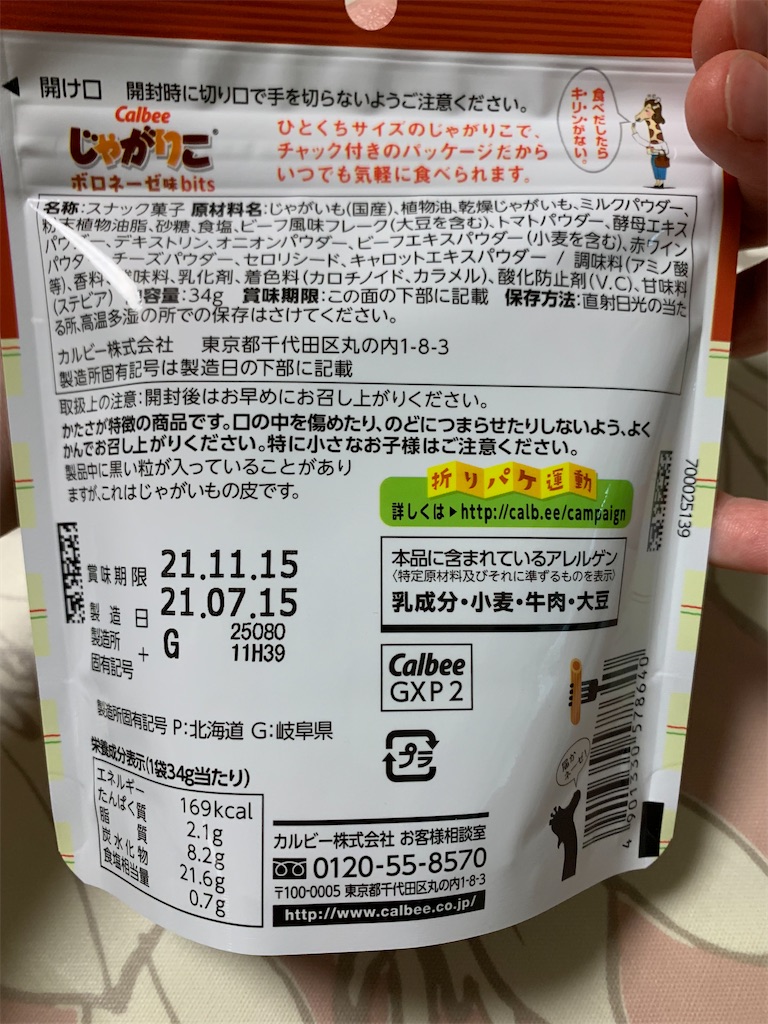 開け口 開封時に切り口で手を切らないようご注意ください。
Calbee
じゃがりこ
ボロネーゼ味bits
ひとくちサイズのじゃがりこで、
チャック付きのパッケージだから
いつでも気軽に食べられます。
食べだしたら
キリンがない。
名称:スナック菓子 原材料名:じゃがいも(国産)、植物油、乾燥じゃがいも、ミルクパウダー、
粉末植物油脂、砂糖、食塩、ビーフ風味フレーク(大豆を含む)、トマトパウダー、酵母エキス
パウダー、デキストリン、オニオンパウダー、ビーフエキスパウダー(小麦を含む)、赤ワイン
パウダー、チーズパウダー、セロリシード、キャロットエキスパウダー / 調味料(アミノ酸
等)、香料、酸味料、乳化剤、着色料(カロチノイド、カラメル)、酸化防止剤(V.C)、甘味料
(ステビア) 内容量:34g 賞味期限:この面の下部に記載 保存方法:直射日光の当た
る所、高温多湿の所での保存はさけてください。
カルビー株式会社 東京都千代田区丸の内1-8-3
製造所固有記号は製造日の下部に記載
取扱上の注意:開封後はお早めにお召し上がりください。
かたさが特徴の商品です。口の中を傷めたり、のどにつまらせたりしないよう、よく
かんでお召し上がりください。特に小さなお子様はご注意ください。
製品中に黒い粒が入っていることがあり
ますが、これはじゃがいもの皮です。
折りパケ運動
詳しくは▶http://calb.ee/campaign
700025139
本品に含まれているアレルゲン
〈特定原材料及びそれに準ずるものを表示〉
乳成分・小麦・牛肉・大豆
賞味期限 21.11.15
製造日 21.07.15
製造所固有記号 + G 25080
11H39
Calbee
GXP2
プラ
製造所固有記号 P:北海道 G:岐阜県
栄養成分表示(1袋34g当たり)
エネルギー 169kcal
たんぱく質 2.1g
脂質 8.2g
炭水化物 21.6g
食塩相当量 0.7g
カルビー株式会社 お客様相談室
0120-55-8570
〒100-0005 東京都千代田区丸の内1-8-3
http://www.calbee.co.jp/
4901330578640